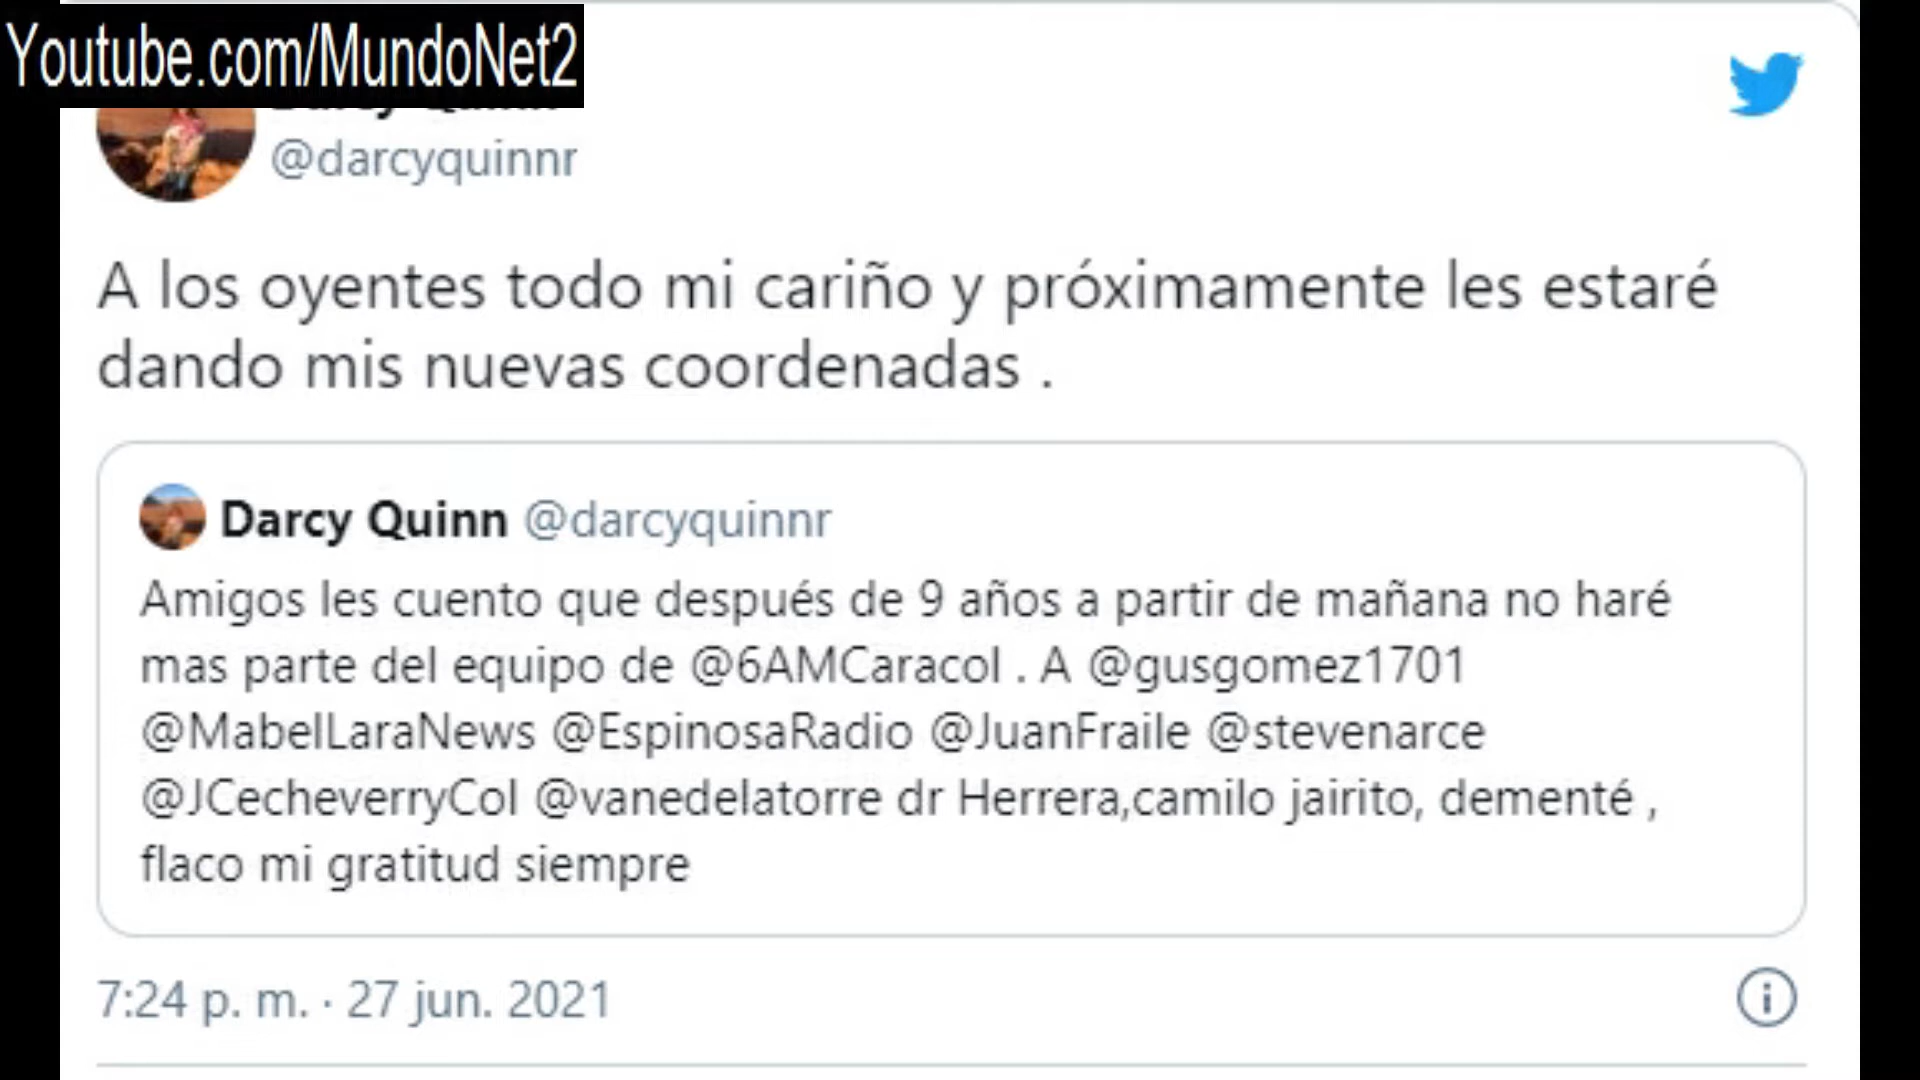 Youtube.com/MundoNet2
@darcyquinnr
A los oyentes todo mi cariño y próximamente les estaré
dando mis nuevas coordenadas .
Darcy Quinn @darcyquinnr
Amigos les cuento que después de 9 años a partir de mañana no haré
mas parte del equipo de @6AMCaracol . A @gusgomez1701
@MabelLaraNews @EspinosaRadio @JuanFraile @stevenarce
@JCecheverryCol @vanedelatorre dr Herrera,camilo jairito, dementé ,
flaco mi gratitud siempre
7:24 p. m. · 27 jun. 2021